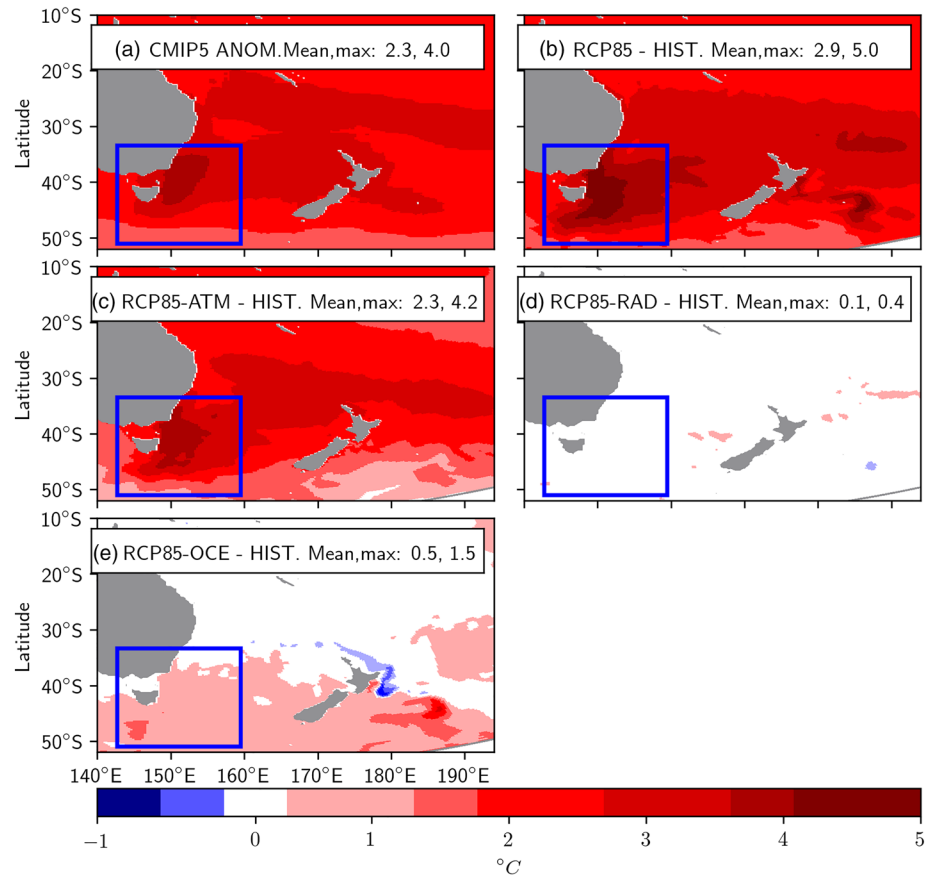 10°S
(a) CMIP5 ANOM.Mean,max: 2.3, 4.0
20°S
30°S
40°S
50°S
Latitude
(b) RCP85 - HIST. Mean,max: 2.9, 5.0
10°S
(c) RCP85-ATM - HIST. Mean,max: 2.3, 4.2
20°S
30°S
40°S
50°S
Latitude
(d) RCP85-RAD - HIST. Mean,max: 0.1, 0.4
10°S
(e) RCP85-OCE - HIST. Mean,max: 0.5, 1.5
20°S
30°S
40°S
50°S
Latitude
140°E 150°E 160°E 170°E 180°E 190°E
−1 0 1 2 3 4 5
°C